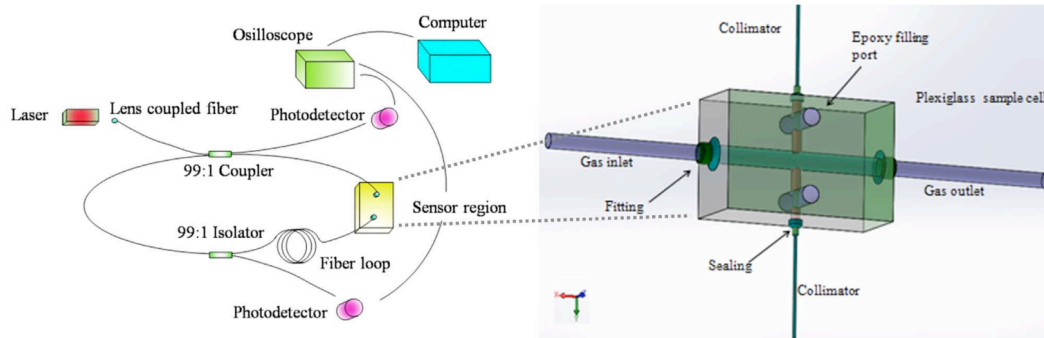 Osilloscope
Computer
Laser
Lens coupled fiber
Photodetector
99:1 Coupler
99:1 Isolator
Fiber loop
Sensor region
Photodetector
Collimator
Epoxy filling
port
Plexiglass sample cell
Gas inlet
Fitting
Gas outlet
Sealing
Collimator